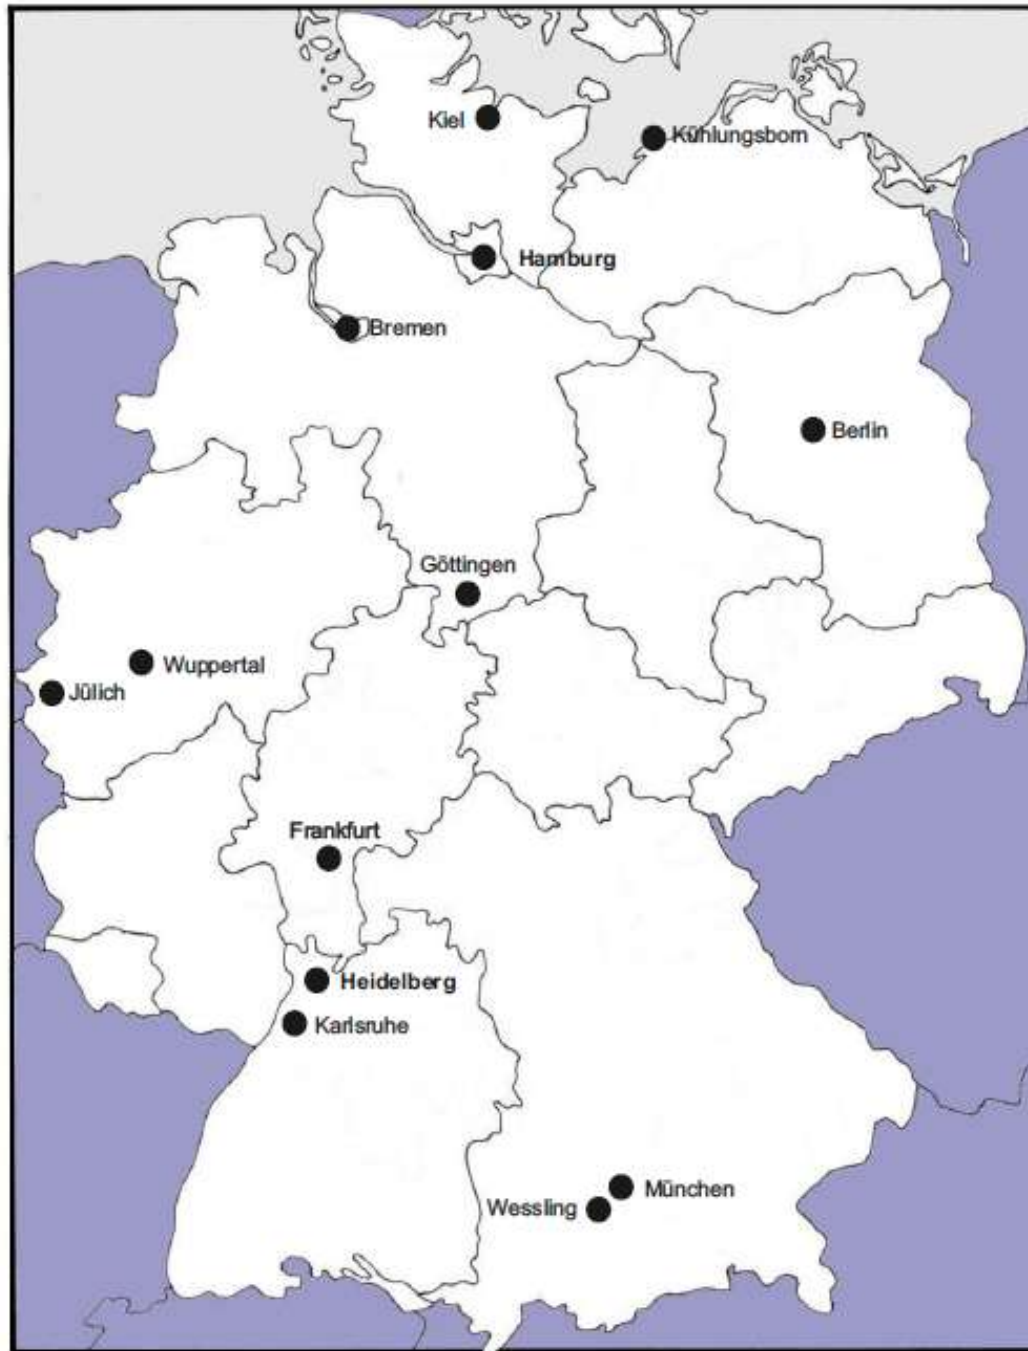 Kiel
Kühlungsborn
Hamburg
Bremen
Berlin
Göttingen
Wuppertal
Jülich
Frankfurt
Heidelberg
Karlsruhe
München
Wessling